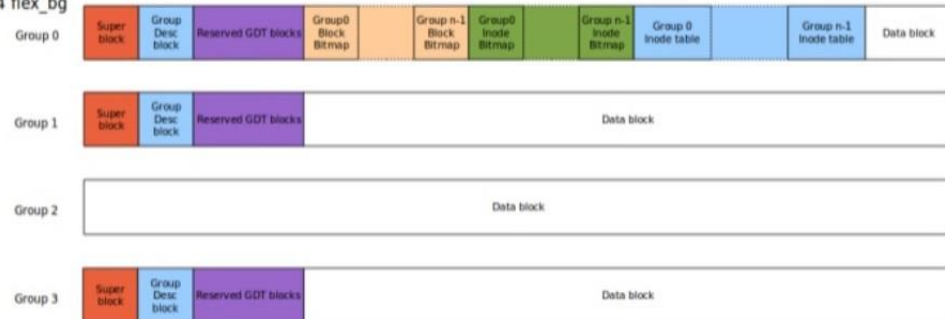 flex_bg
Group 0
Super block
Group Desc block
Reserved GDT blocks
Group0 Block Bitmap
Group n-1 Block Bitmap
Group0 Inode Bitmap
Group n-1 Inode Bitmap
Group 0 Inode table
Group n-1 Inode table
Data block
Group 1
Super block
Group Desc block
Reserved GDT blocks
Data block
Group 2
Data block
Group 3
Super block
Group Desc block
Reserved GDT blocks
Data block